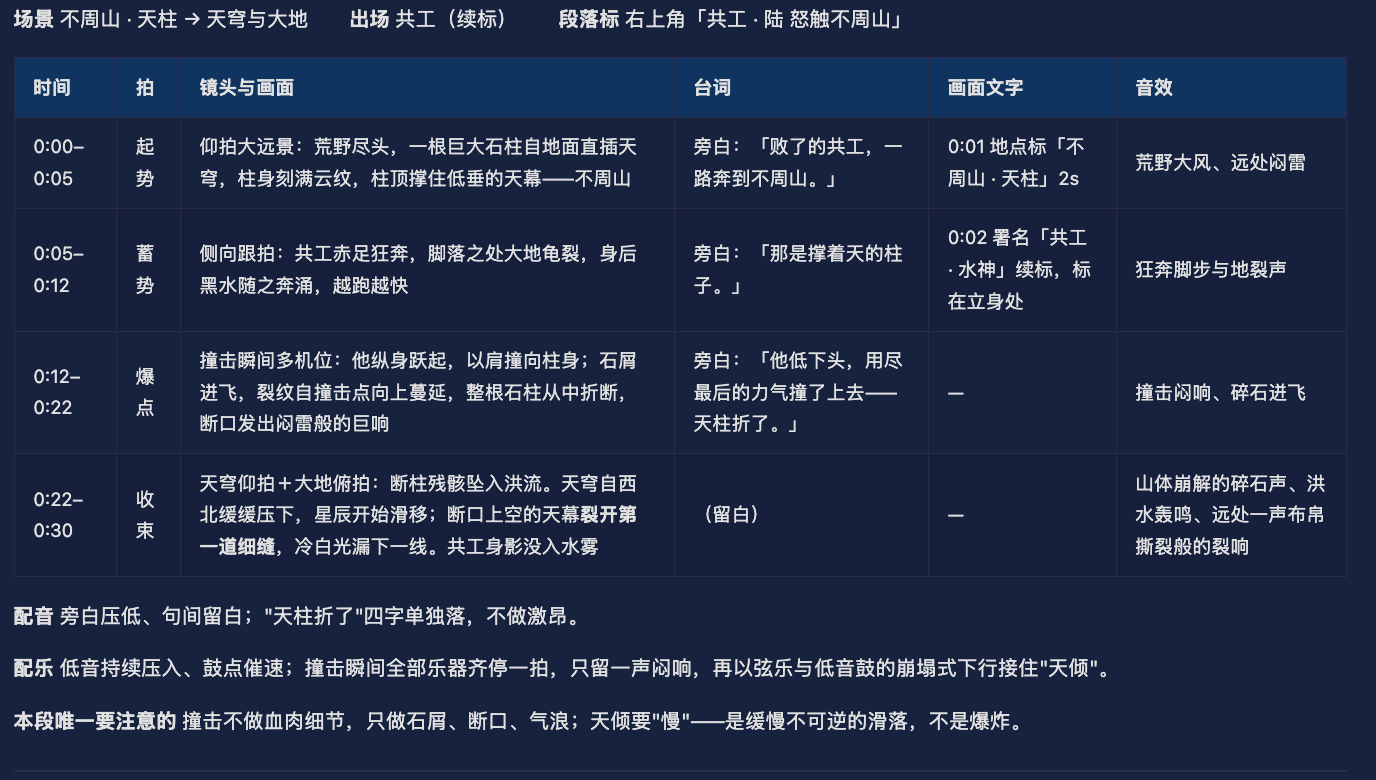 场景 不周山 · 天柱 → 天穹与大地 出场 共工（续标） 段落标 右上角「共工 · 陆 怒触不周山」
时间 拍 镜头与画面 台词 画面文字 音效
0:00–
0:05
起
势
仰拍大远景：荒野尽头，一根巨大石柱自地面直插天
穹，柱身刻满云纹，柱顶撑住低垂的天幕——不周山
旁白：「败了的共工，一
路奔到不周山。」
0:01 地点标「不
周山 · 天柱」2s
荒野大风、远处闷雷
0:05–
0:12
蓄
势
侧向跟拍：共工赤足狂奔，脚落之处大地龟裂，身后
黑水随之奔涌，越跑越快
旁白：「那是撑着天的柱
子。」
0:02 署名「共工
· 水神」续标，标
在立身处
狂奔脚步与地裂声
0:12–
0:22
爆
点
撞击瞬间多机位：他纵身跃起，以肩撞向柱身；石屑
迸飞，裂纹自撞击点向上蔓延，整根石柱从中折断，
断口发出闷雷般的巨响
旁白：「他低下头，用尽
最后的力气撞了上去——
天柱折了。」
—
撞击闷响、碎石迸飞
0:22–
0:30
收
束
天穹仰拍＋大地俯拍：断柱残骸坠入洪流。天穹自西
北缓缓压下，星辰开始滑移；断口上空的天幕裂开第
一道细缝，冷白光漏下一线。共工身影没入水雾
（留白）
—
山体崩解的碎石声、洪
水轰鸣、远处一声布帛
撕裂般的裂响
配音 旁白压低、句间留白；"天柱折了"四字单独落，不做激昂。
配乐 低音持续压入、鼓点催速；撞击瞬间全部乐器齐停一拍，只留一声闷响，再以弦乐与低音鼓的崩塌式下行接住"天倾"。
本段唯一要注意的 撞击不做血肉细节，只做石屑、断口、气浪；天倾要"慢"——是缓慢不可逆的滑落，不是爆炸。